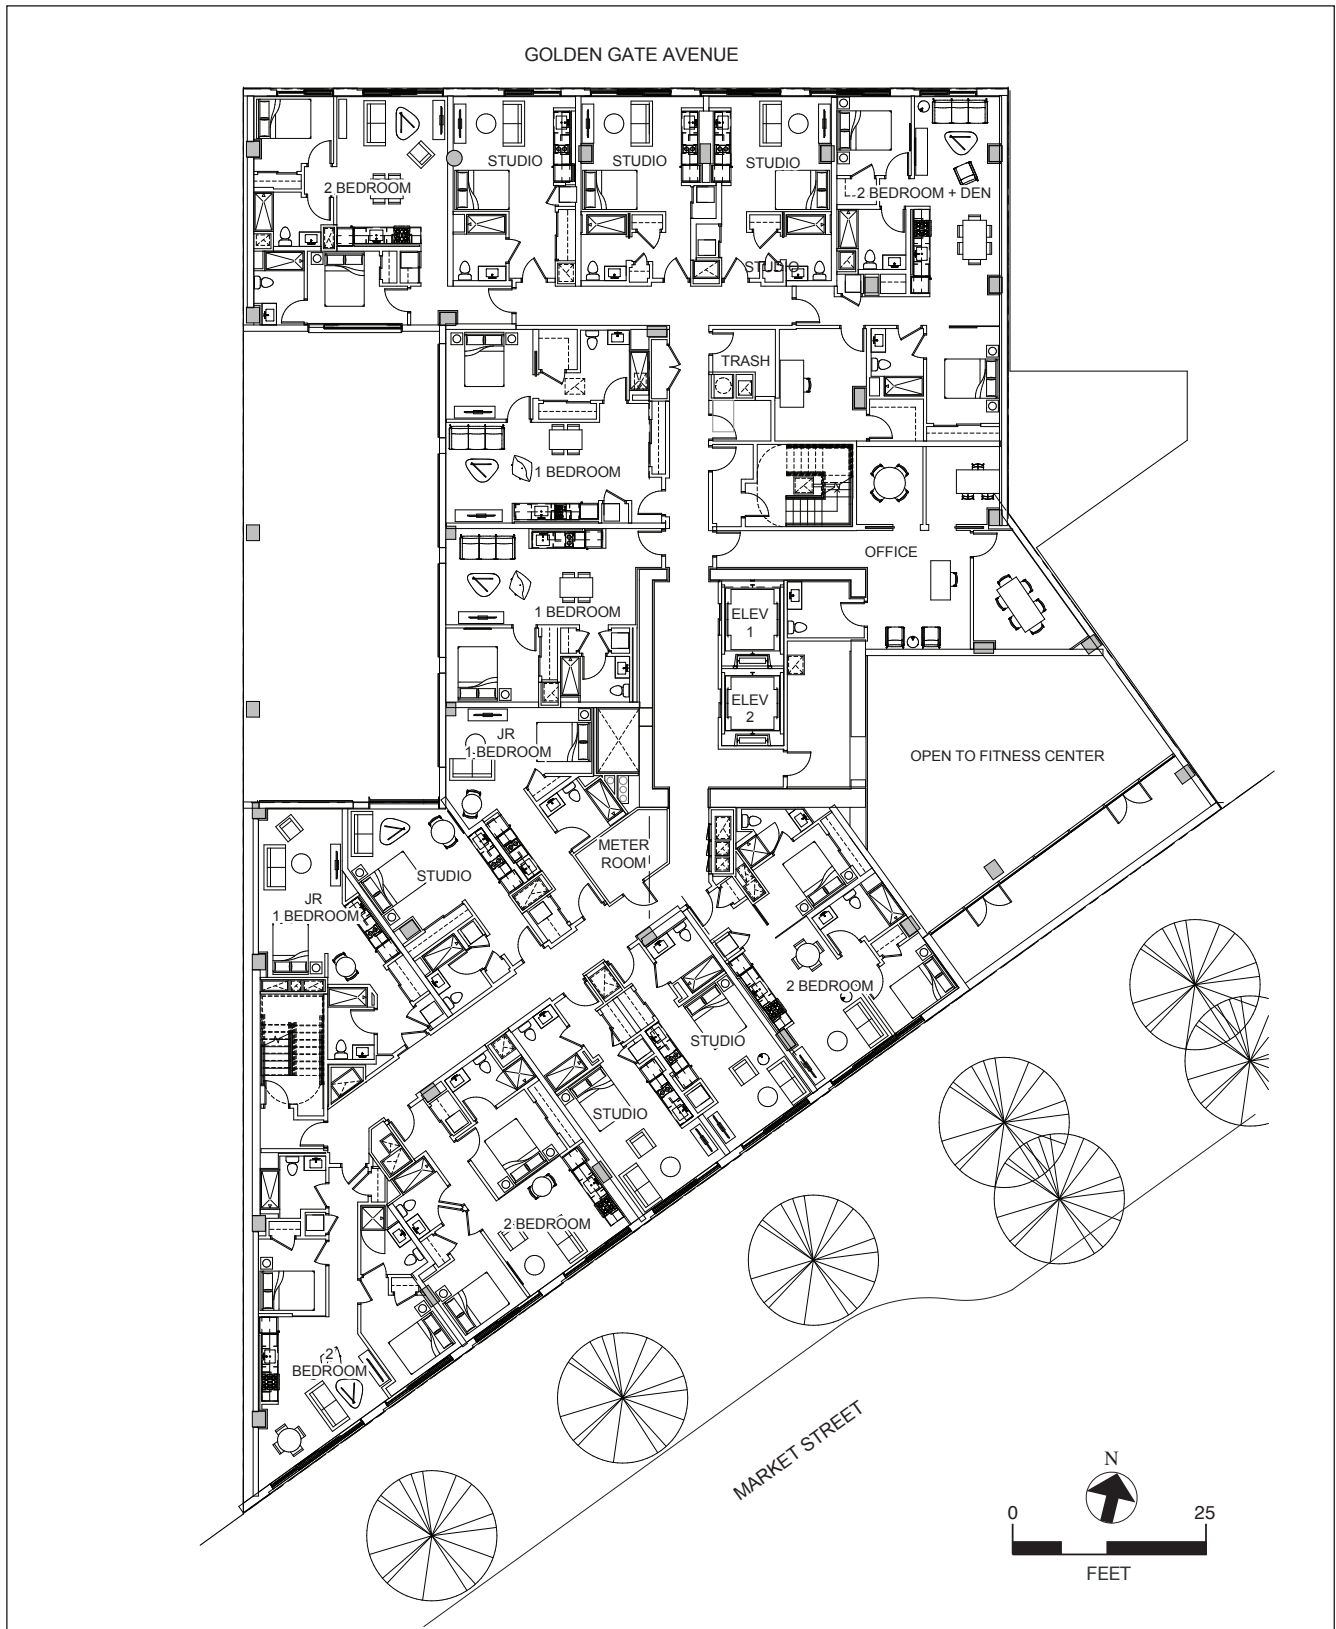 GOLDEN GATE AVENUE
STUDIO
STUDIO
STUDIO
2 BEDROOM
2 BEDROOM + DEN
STUDIO
TRASH
1 BEDROOM
OFFICE
1 BEDROOM
ELEV
1
ELEV
2
JR
1 BEDROOM
OPEN TO FITNESS CENTER
METER
ROOM
STUDIO
JR
1 BEDROOM
2 BEDROOM
STUDIO
STUDIO
2 BEDROOM
2
BEDROOM
MARKET STREET
N
0 25
FEET